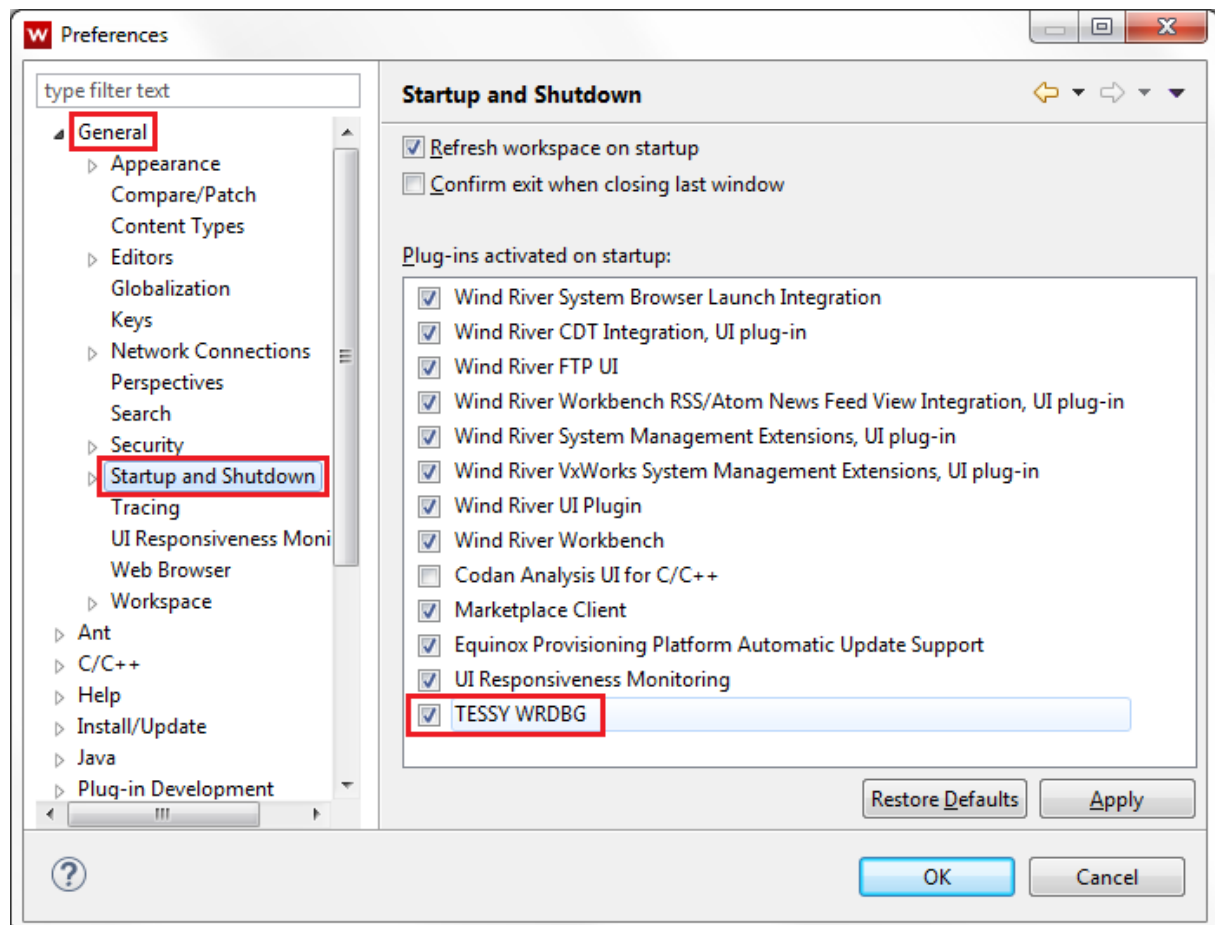 W Preferences
type filter text
General
Appearance
Compare/Patch
Content Types
Editors
Globalization
Keys
Network Connections
Perspectives
Search
Security
Startup and Shutdown
Tracing
UI Responsiveness Moni
Web Browser
Workspace
Ant
C/C++
Help
Install/Update
Java
Plug-in Development
Startup and Shutdown
Refresh workspace on startup
Confirm exit when closing last window
Plug-ins activated on startup:
Wind River System Browser Launch Integration
Wind River CDT Integration, UI plug-in
Wind River FTP UI
Wind River Workbench RSS/Atom News Feed View Integration, UI plug-in
Wind River System Management Extensions, UI plug-in
Wind River VxWorks System Management Extensions, UI plug-in
Wind River UI Plugin
Wind River Workbench
Codan Analysis UI for C/C++
Marketplace Client
Equinox Provisioning Platform Automatic Update Support
UI Responsiveness Monitoring
TESSY WRDBG
Restore Defaults Apply
? OK Cancel